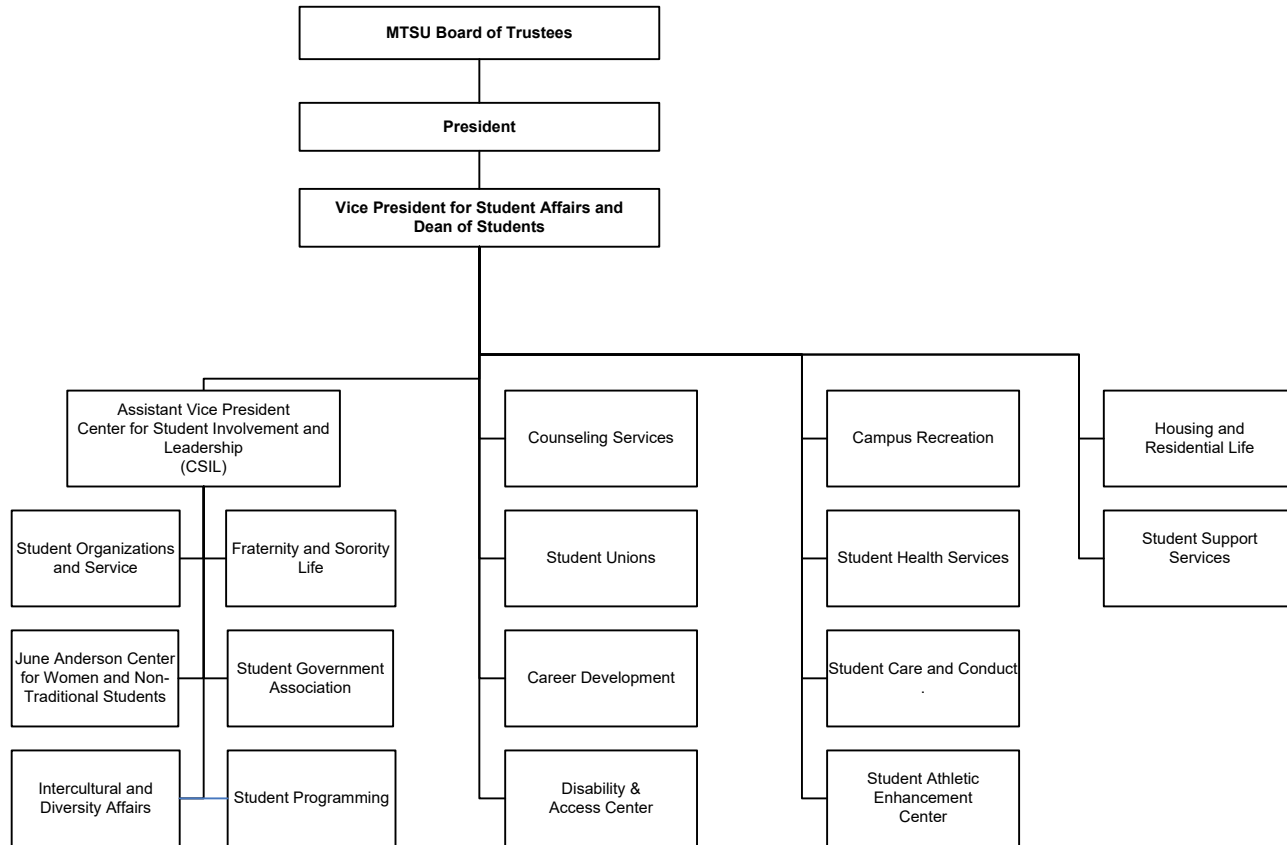 MTSU Board of Trustees
President
Vice President for Student Affairs and
Dean of Students
Assistant Vice President
Center for Student Involvement and
Leadership
(CSIL)
Counseling Services
Campus Recreation
Housing and
Residential Life
Student Organizations
and Service
Fraternity and Sorority
Life
Student Unions
Student Health Services
Student Support
Services
June Anderson Center
for Women and Non-
Traditional Students
Student Government
Association
Career Development
Student Care and Conduct
.
Intercultural and
Diversity Affairs
Student Programming
Disability &
Access Center
Student Athletic
Enhancement
Center